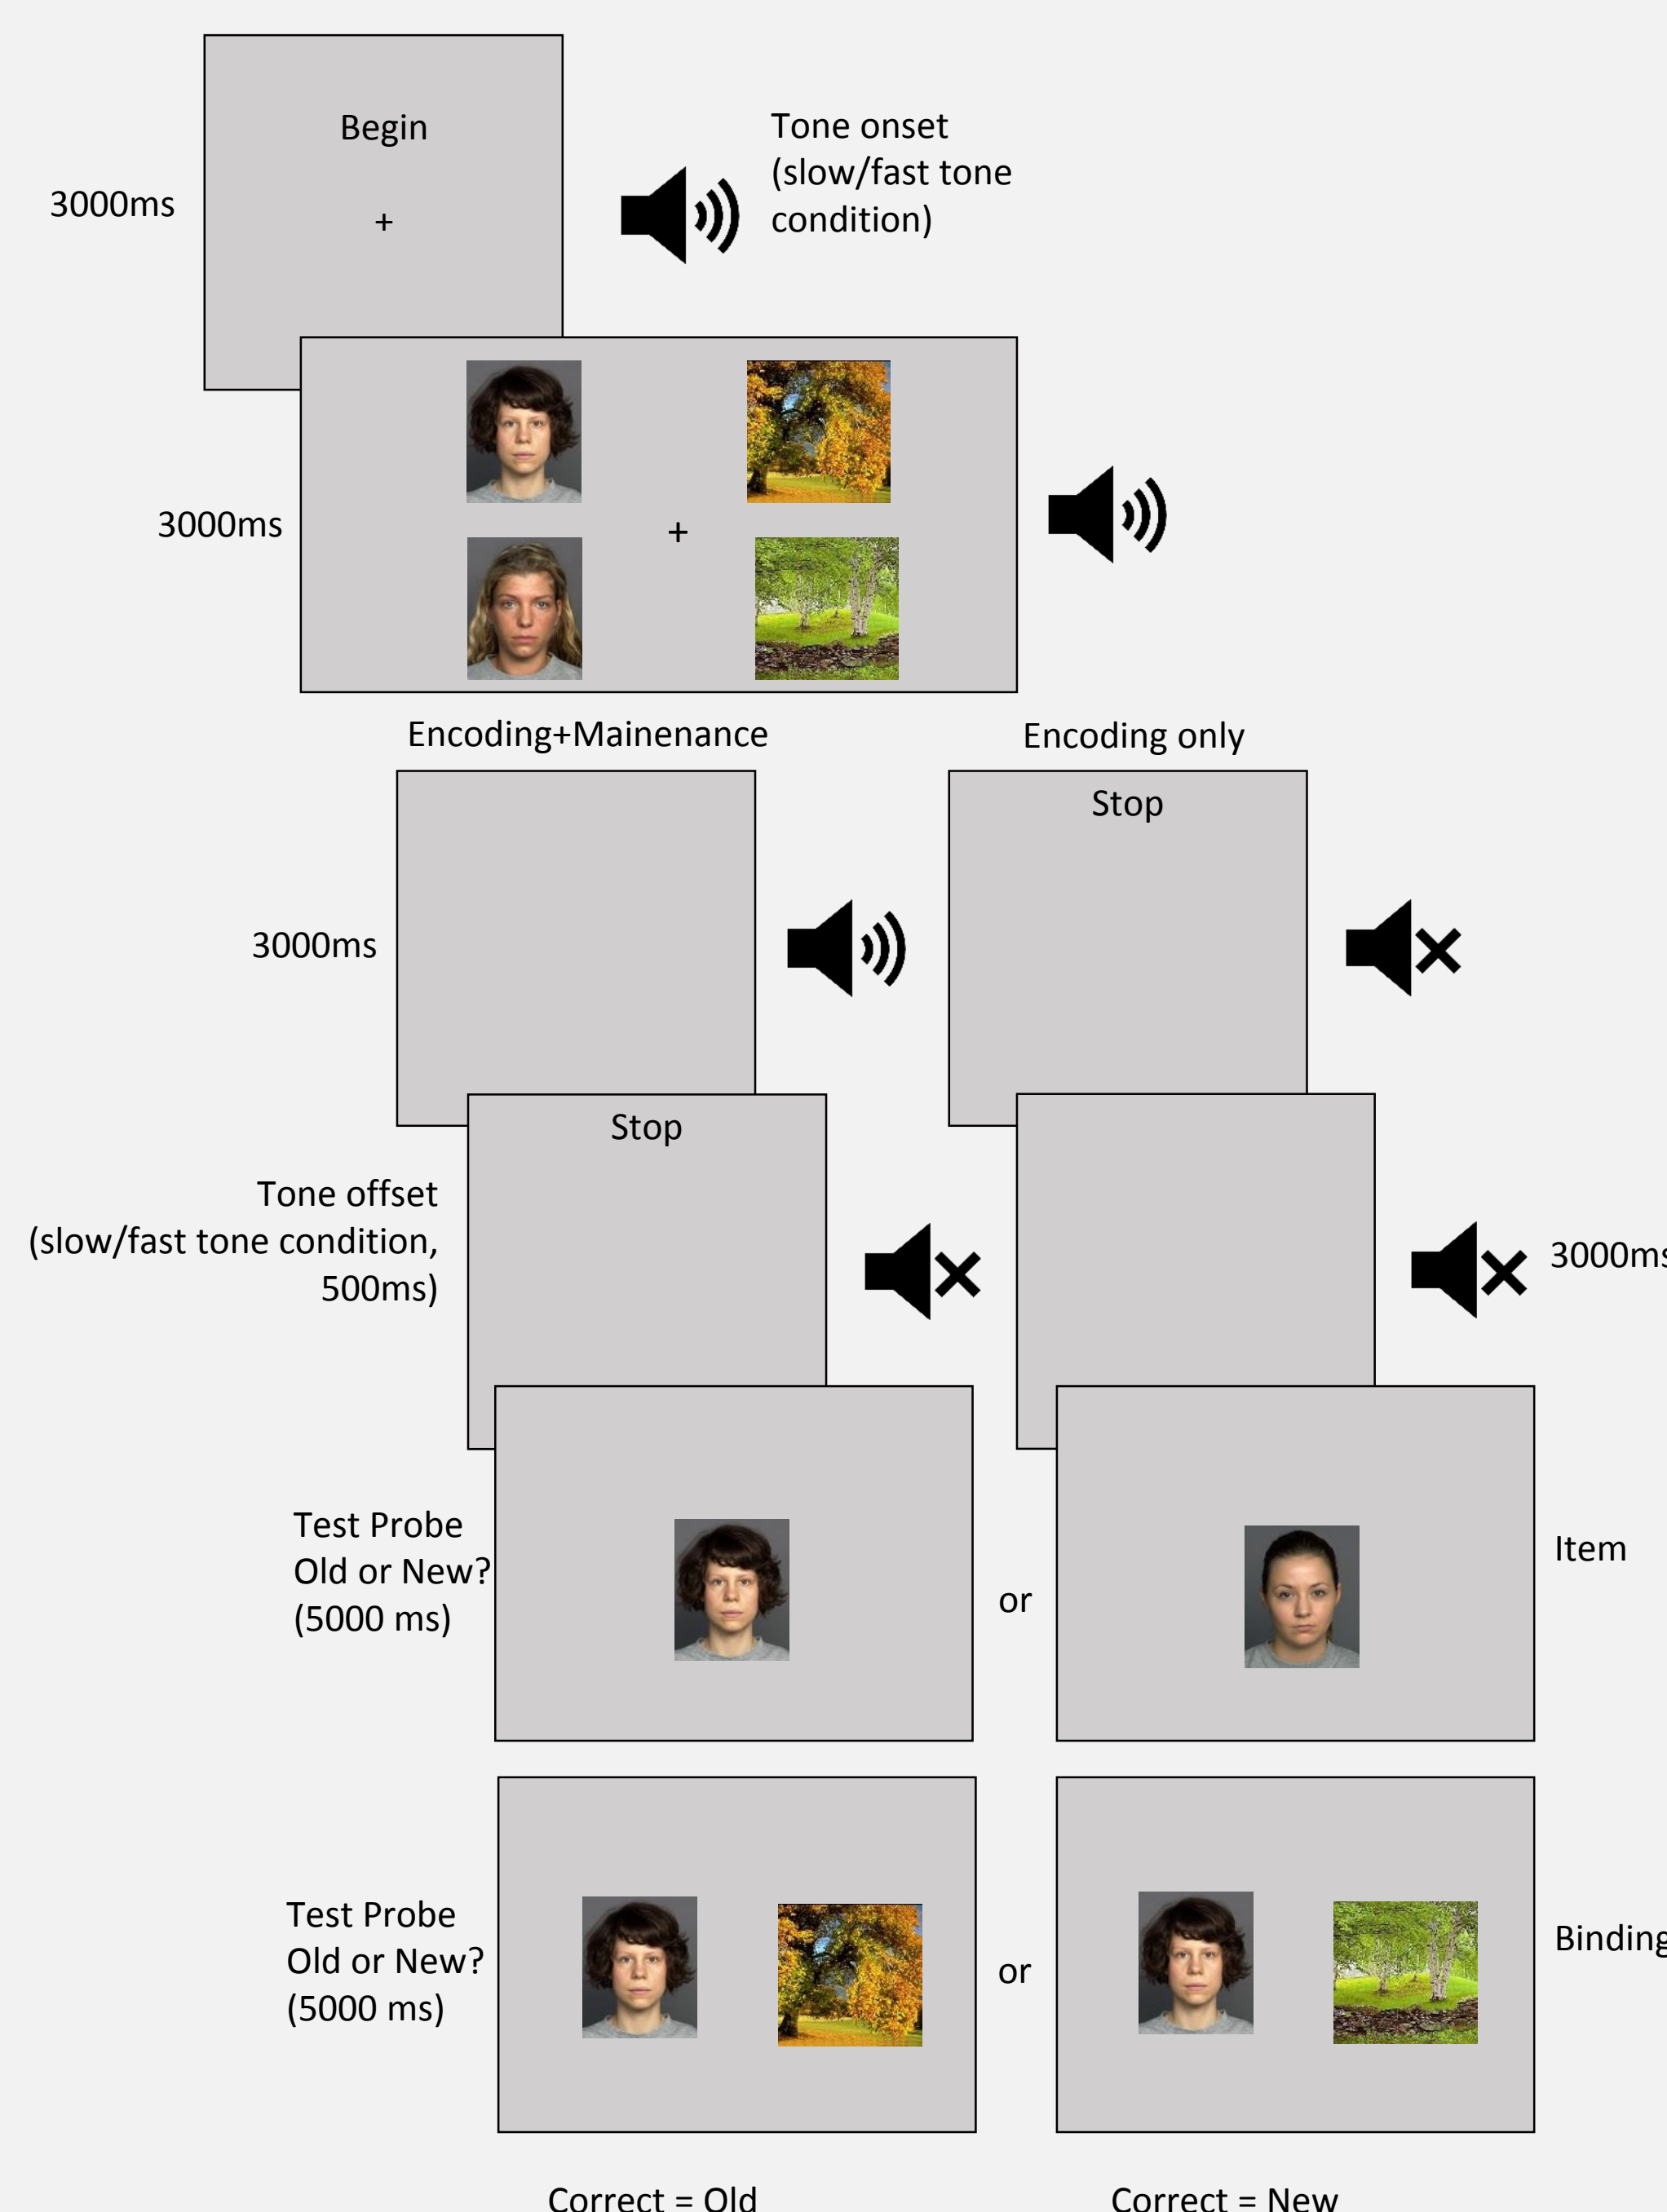 Begin
+
3000ms
Tone onset
(slow/fast tone
condition)
3000ms
+
Encoding+Mainenance
Encoding only
Stop
3000ms
Stop
Tone offset
(slow/fast tone condition,
500ms)
3000ms
Test Probe
Old or New?
(5000 ms)
or
Item
Test Probe
Old or New?
(5000 ms)
or
Binding
Correct = Old
Correct = New